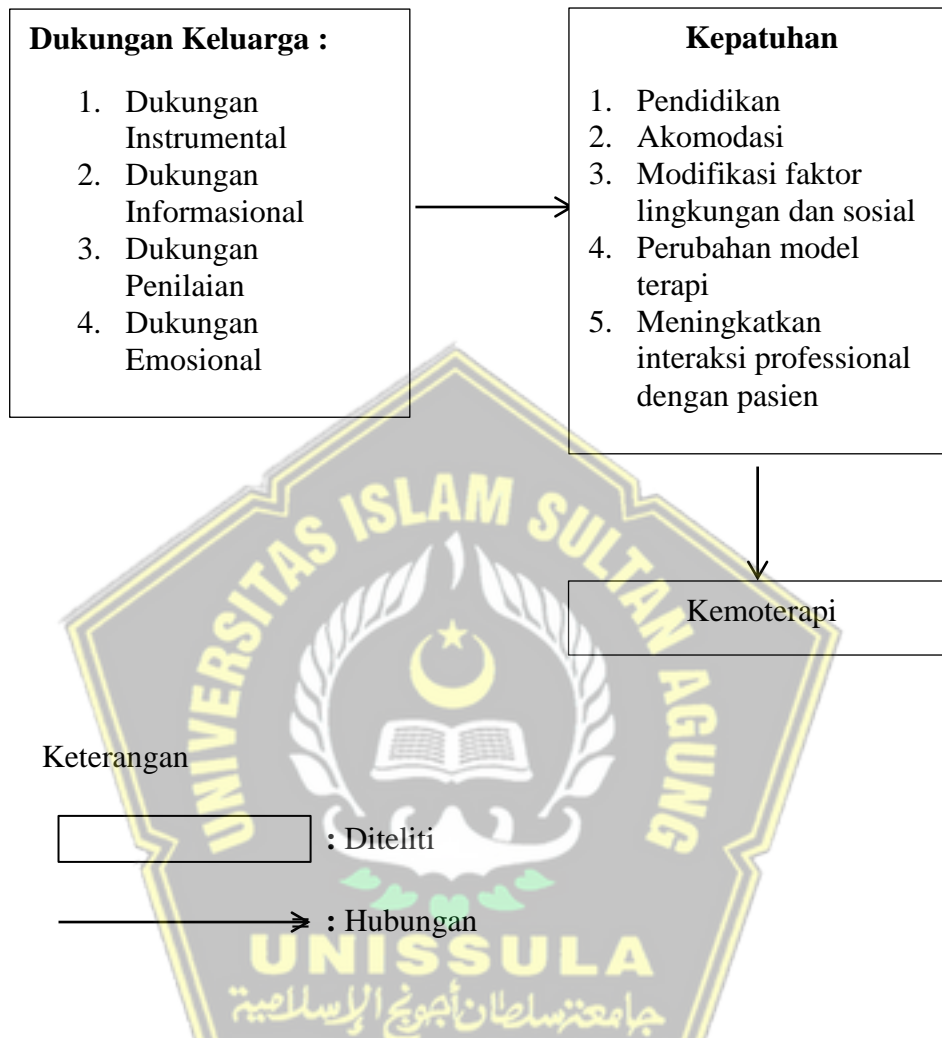 Dukungan Keluarga :
1. Dukungan
Instrumental
2. Dukungan
Informasional
3. Dukungan
Penilaian
4. Dukungan
Emosional
Kepatuhan
1. Pendidikan
2. Akomodasi
3. Modifikasi faktor
lingkungan dan sosial
4. Perubahan model
terapi
5. Meningkatkan
interaksi professional
dengan pasien
Kemoterapi
Keterangan
: Diteliti
: Hubungan
UNIVERSITAS ISLAM SULTAN AGUNG
UNISSULA
جامعة سلطان أجونج الإسلامية